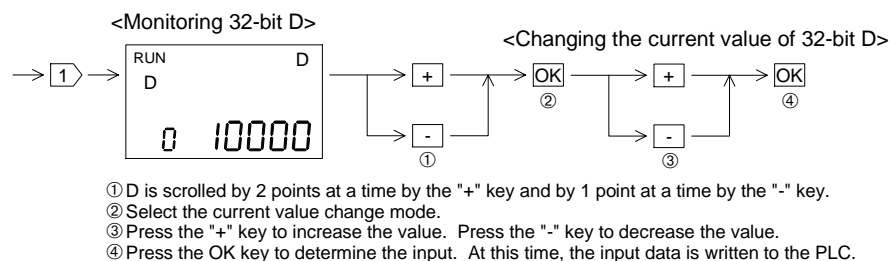 <Monitoring 32-bit D>
<Changing the current value of 32-bit D>
1
RUN D
D
0 10000
+ OK + OK
② ④
- -
① ③
① D is scrolled by 2 points at a time by the "+" key and by 1 point at a time by the "-" key.
② Select the current value change mode.
③ Press the "+" key to increase the value. Press the "-" key to decrease the value.
④ Press the OK key to determine the input. At this time, the input data is written to the PLC.